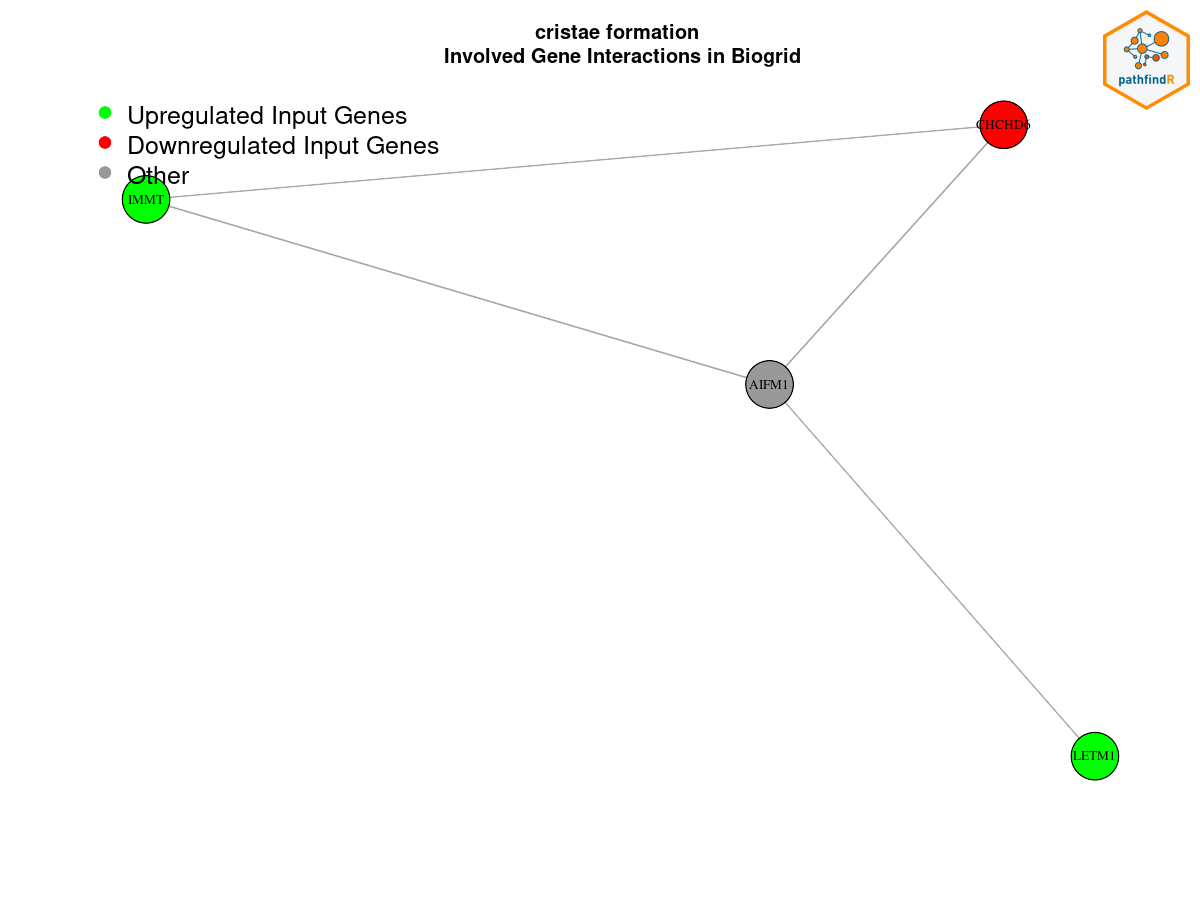 cristae formation
Involved Gene Interactions in Biogrid
pathfindR
Upregulated Input Genes
Downregulated Input Genes
Other
CHCHD6
IMMT
AIFM1
LETM1